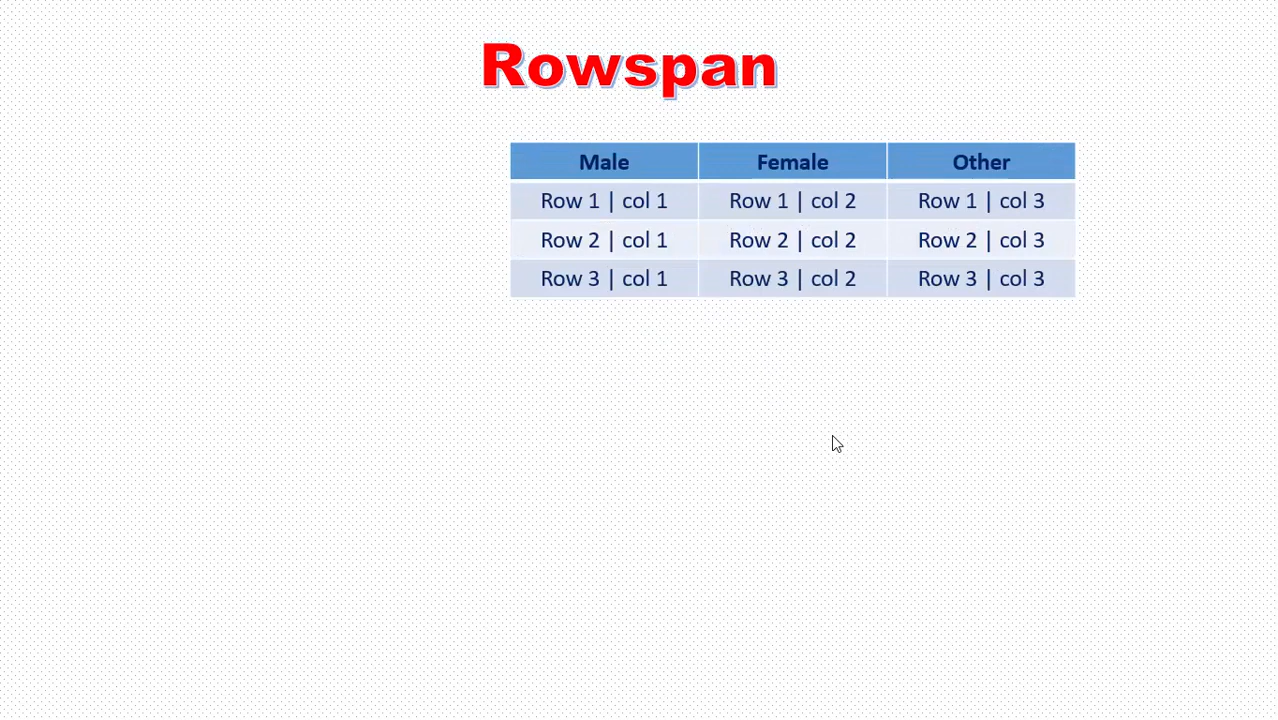 Rowspan
Male Female Other
Row 1 | col 1 Row 1 | col 2 Row 1 | col 3
Row 2 | col 1 Row 2 | col 2 Row 2 | col 3
Row 3 | col 1 Row 3 | col 2 Row 3 | col 3